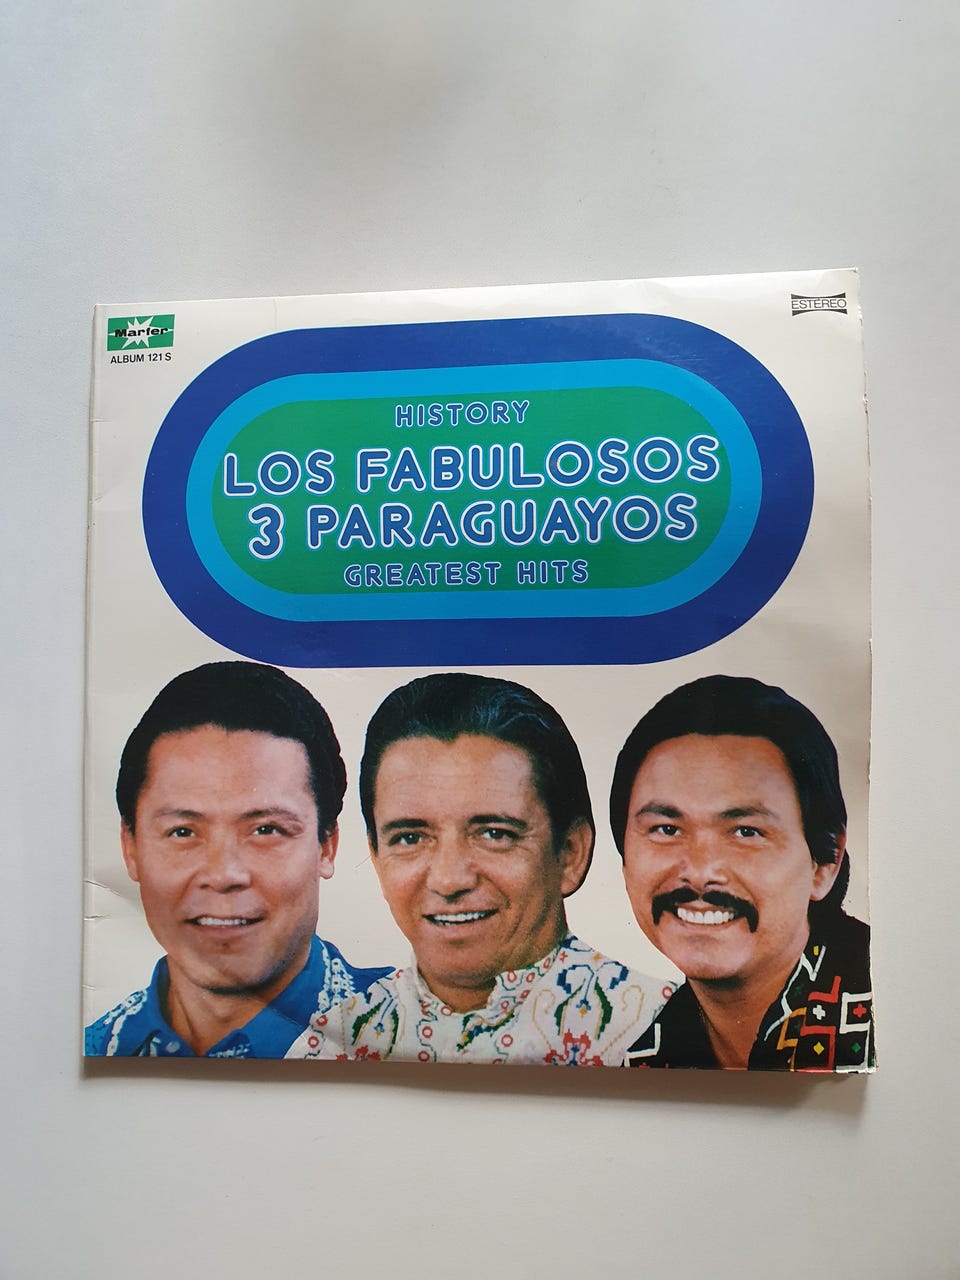 Marfer
ALBUM 121 S
ESTEREO
HISTORY
LOS FABULOSOS
3 PARAGUAYOS
GREATEST HITS